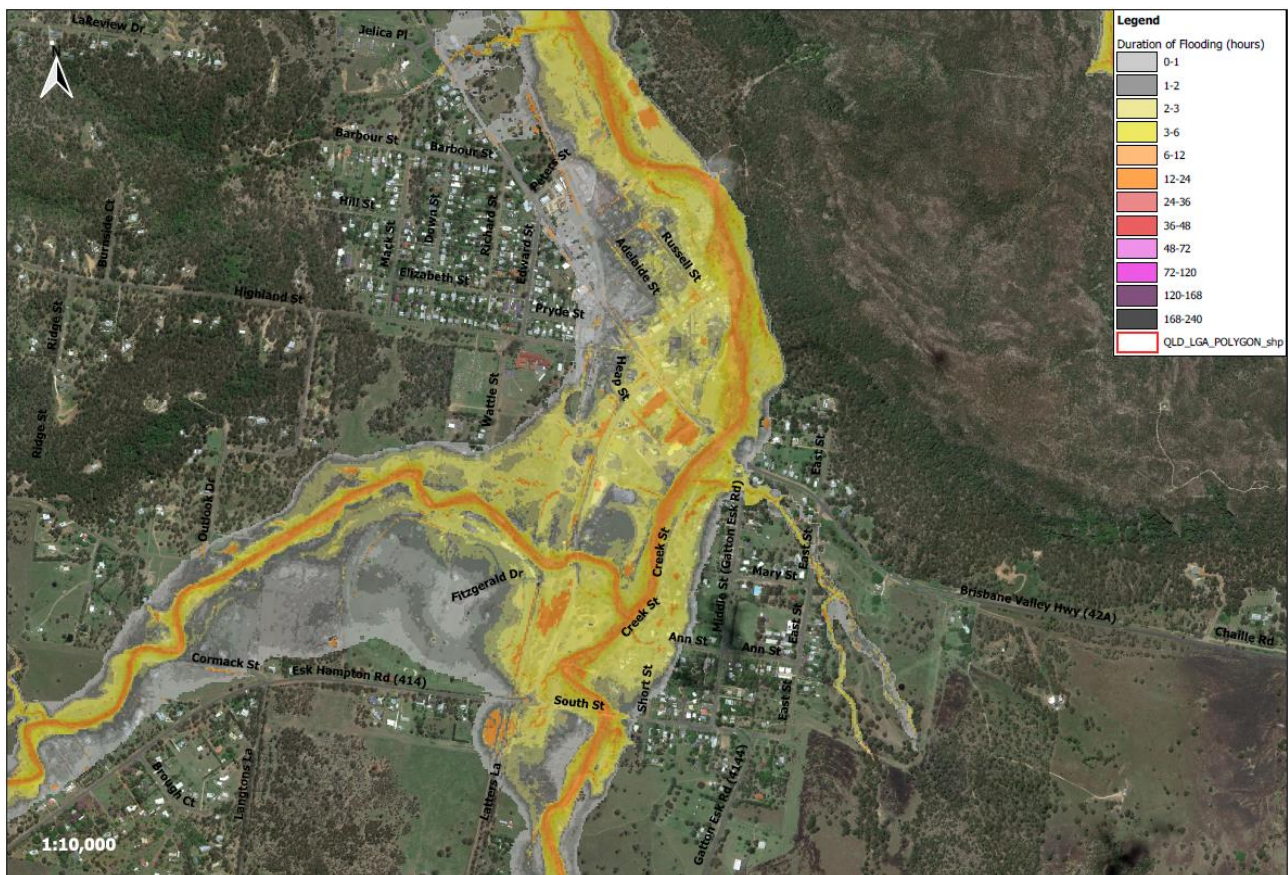 Lakeview Dr
Jelica Pl
N
Barbour St
Barbour St
Peters St
Hill St
Mack St
Down St
Richard St
Edward St
Burnside Ct
Elizabeth St
Adelaide St
Russell St
Highland St
Pryde St
Ridge St
Heap St
Wattle St
Ridge St
Outlook Dr
East St
Middle St (Gatton Esk Rd)
Creek St
East St
Mary St
Fitzgerald Dr
Brisbane Valley Hwy (42A)
Creek St
East St
Chaille Rd
Ann St
Ann St
Cormack St
Esk Hampton Rd (414)
South St
Short St
East St
Brough Ct
Langtons La
Latters La
Gatton Esk Rd (4144)
1:10,000
Legend
Duration of Flooding (hours)
0-1
1-2
2-3
3-6
6-12
12-24
24-36
36-48
48-72
72-120
120-168
168-240
QLD_LGA_POLYGON_shp